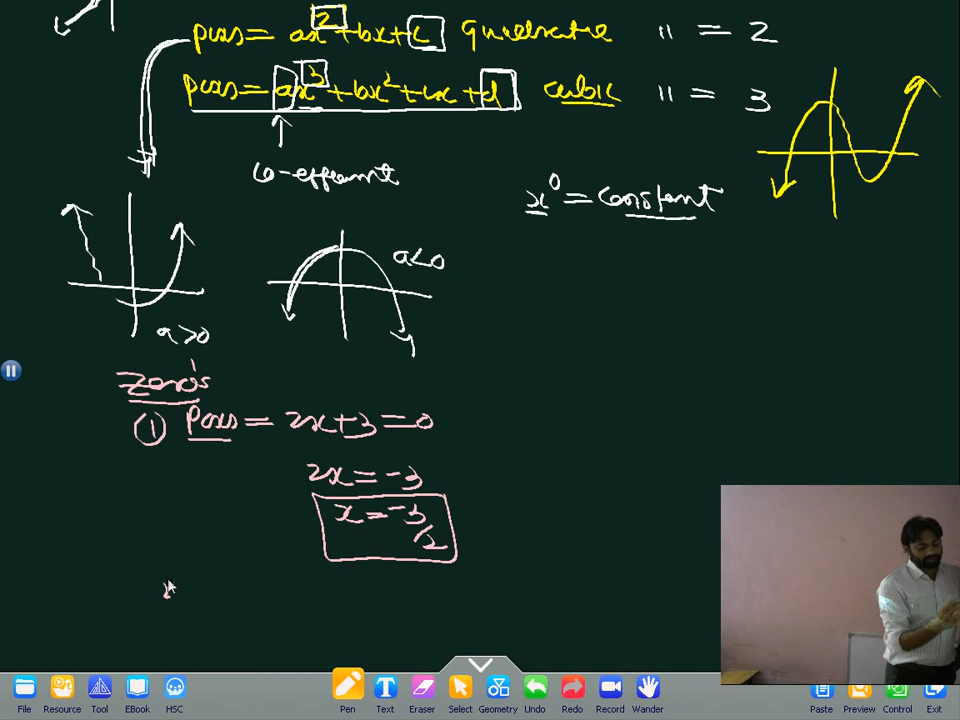 p(x) = ax²+bx+c Quadratic 〃 = 2
p(x) = ax³+bx²+cx+d cubic 〃 = 3
Co-efficient
x⁰ = constant
a>0
a<0
Zero's
① p(x) = 2x+3=0
2x = -3
x = -3/2
File Resource Tool EBook HSC Pen Text Eraser Select Geometry Undo Redo Record Wander Paste Preview Control Exit